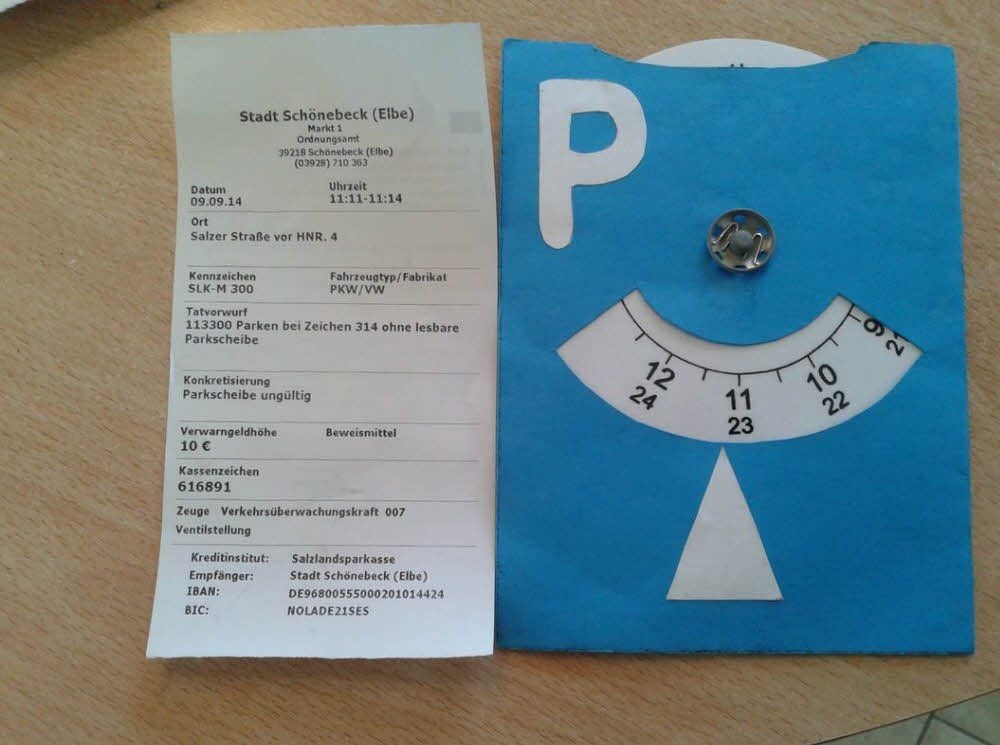 Stadt Schönebeck (Elbe)
Markt 1
Ordnungsamt
39218 Schönebeck (Elbe)
(03928) 710 363
Datum Uhrzeit
09.09.14 11:11-11:14
Ort
Salzer Straße vor HNR. 4
Kennzeichen Fahrzeugtyp/Fabrikat
SLK-M 300 PKW/VW
Tatvorwurf
113300 Parken bei Zeichen 314 ohne lesbare
Parkscheibe
Konkretisierung
Parkscheibe ungültig
Verwarngeldhöhe Beweismittel
10 €
Kassenzeichen
616891
Zeuge Verkehrsüberwachungskraft 007
Ventilstellung
Kreditinstitut: Salzlandsparkasse
Empfänger: Stadt Schönebeck (Elbe)
IBAN: DE96800555000201014424
BIC: NOLADE21SES
P
12 11 10 9
24 23 22 21